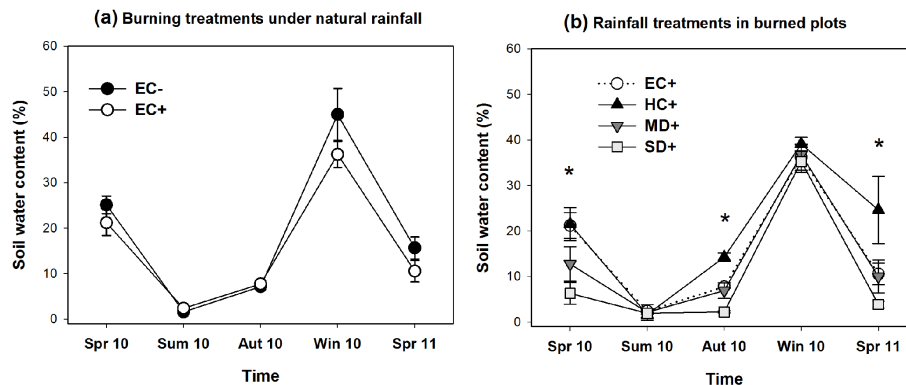 (a) Burning treatments under natural rainfall
60
50
40
30
20
10
0
Soil water content (%)
EC-
EC+
Spr 10 Sum 10 Aut 10 Win 10 Spr 11
Time
(b) Rainfall treatments in burned plots
60
50
40
30
20
10
0
Soil water content (%)
EC+
HC+
MD+
SD+
*
*
*
Spr 10 Sum 10 Aut 10 Win 10 Spr 11
Time